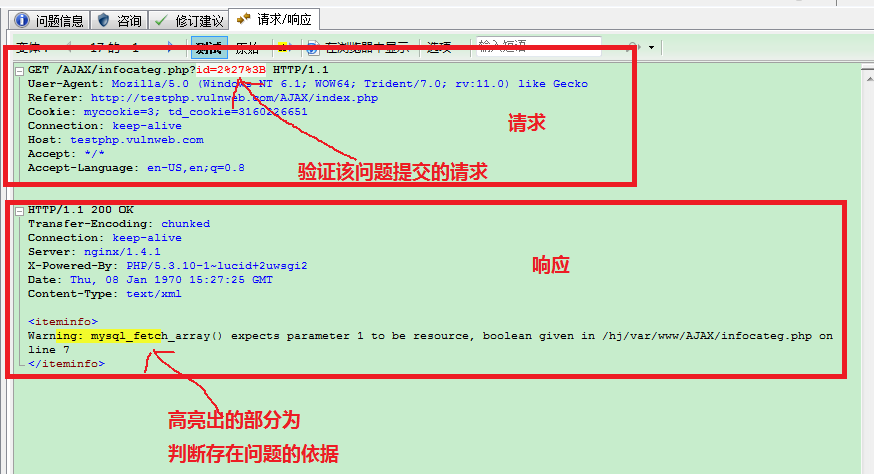 问题信息 咨询 修订建议 请求/响应
17 的 1 测试 原始 在浏览器中显示 选项 输入短语
GET /AJAX/infocateg.php?id=2%27%3B HTTP/1.1
User-Agent: Mozilla/5.0 (Windows NT 6.1; WOW64; Trident/7.0; rv:11.0) like Gecko
Referer: http://testphp.vulnweb.com/AJAX/index.php
Cookie: mycookie=3; td_cookie=3160226651
Connection: keep-alive
请求
Host: testphp.vulnweb.com
Accept: */*
Accept-Language: en-US,en;q=0.8
验证该问题提交的请求
HTTP/1.1 200 OK
Transfer-Encoding: chunked
Connection: keep-alive
Server: nginx/1.4.1
X-Powered-By: PHP/5.3.10-1~lucid+2uwsgi2
响应
Date: Thu, 08 Jan 1970 15:27:25 GMT
Content-Type: text/xml
<iteminfo>
Warning: mysql_fetch_array() expects parameter 1 to be resource, boolean given in /hj/var/www/AJAX/infocateg.php on
line 7
</iteminfo>
高亮出的部分为
判断存在问题的依据